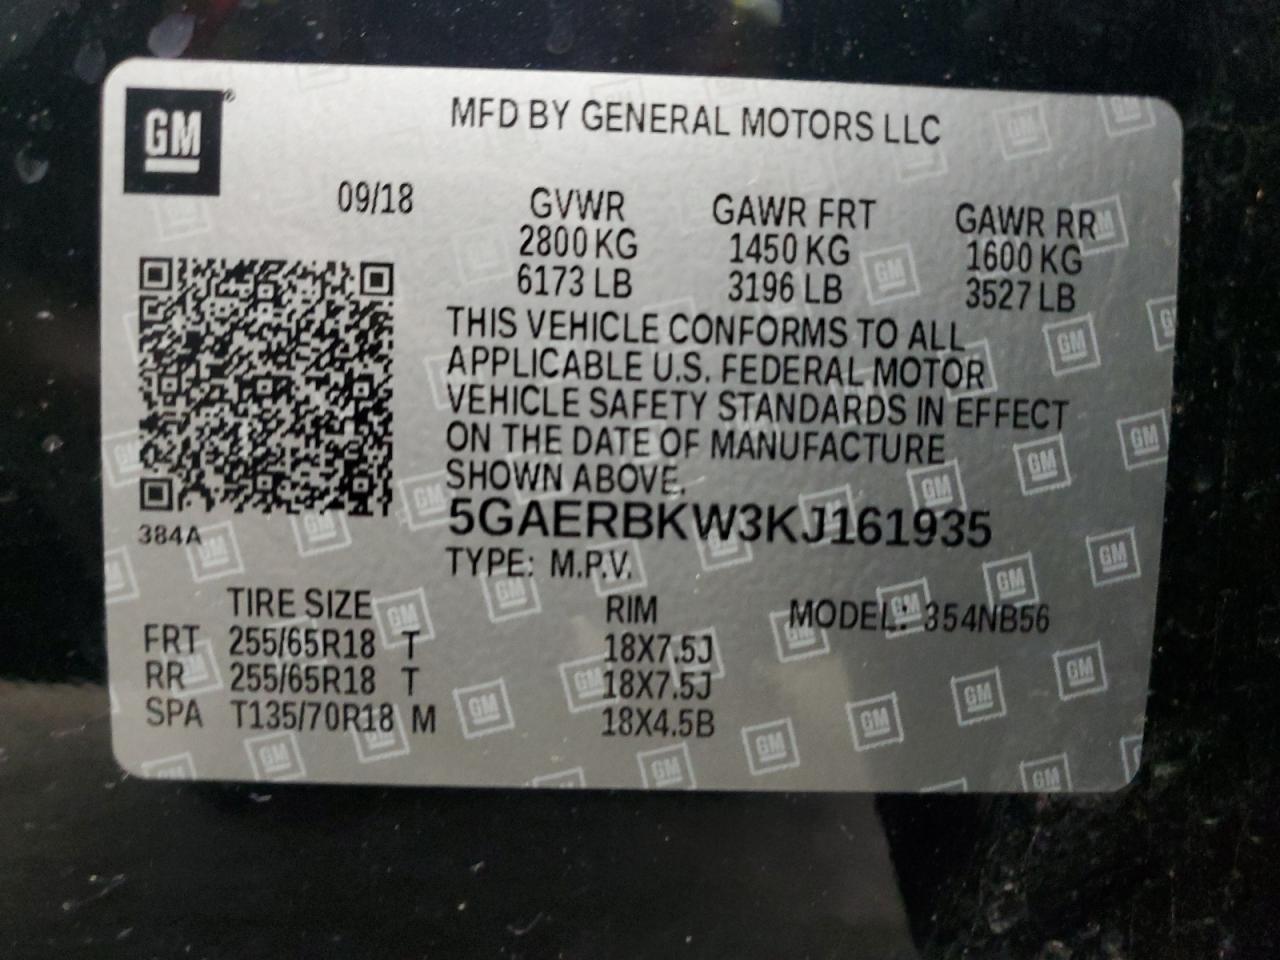 GM®
MFD BY GENERAL MOTORS LLC
09/18
GVWR GAWR FRT GAWR RR
2800 KG 1450 KG 1600 KG
6173 LB 3196 LB 3527 LB
THIS VEHICLE CONFORMS TO ALL
APPLICABLE U.S. FEDERAL MOTOR
VEHICLE SAFETY STANDARDS IN EFFECT
ON THE DATE OF MANUFACTURE
SHOWN ABOVE.
384A
5GAERBKW3KJ161935
TYPE: M.P.V.
TIRE SIZE RIM MODEL: 354NB56
FRT 255/65R18 T 18X7.5J
RR 255/65R18 T 18X7.5J
SPA T135/70R18 M 18X4.5B